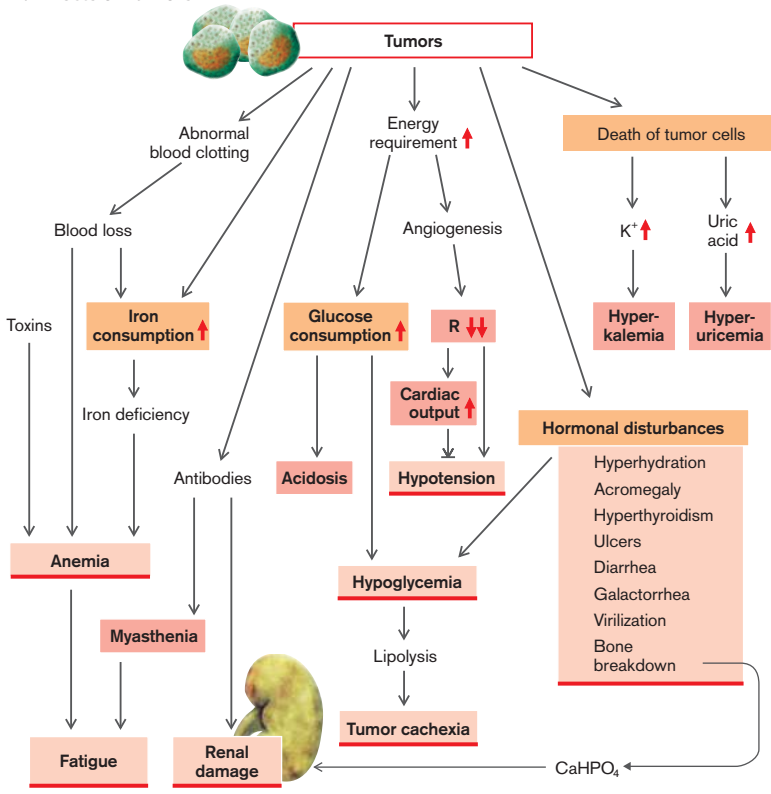 Tumors
Abnormal
blood clotting
Energy
requirement
Death of tumor cells
Blood loss
Angiogenesis
K⁺
Uric
acid
Toxins
Iron
consumption
Glucose
consumption
R
Hyper-
kalemia
Hyper-
uricemia
Iron deficiency
Cardiac
output
Hormonal disturbances
Antibodies
Acidosis
Hypotension
Hyperhydration
Acromegaly
Hyperthyroidism
Ulcers
Diarrhea
Galactorrhea
Virilization
Bone
breakdown
Anemia
Hypoglycemia
Myasthenia
Lipolysis
Tumor cachexia
Fatigue
Renal
damage
CaHPO₄